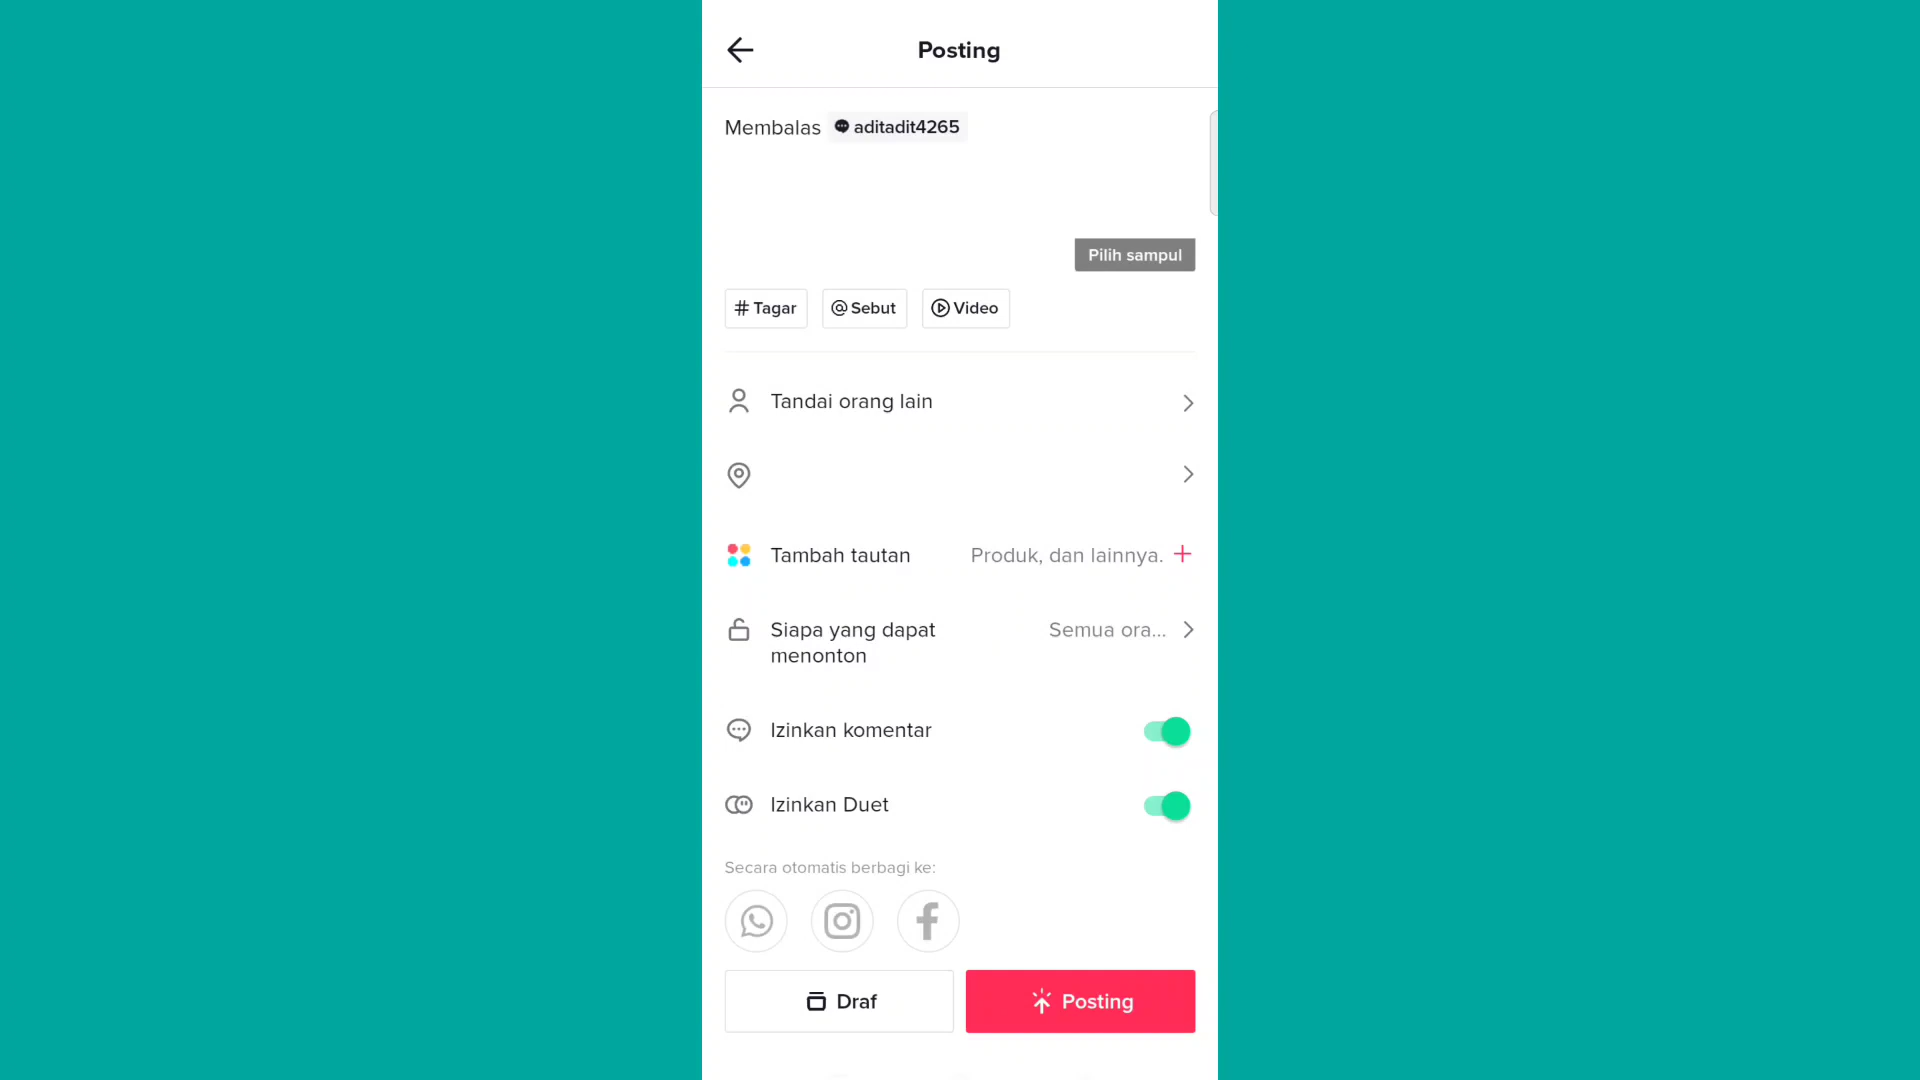 Posting
Membalas aditadit4265
Pilih sampul
# Tagar @ Sebut Video
Tandai orang lain
Tambah tautan Produk, dan lainnya. +
Siapa yang dapat Semua ora...
menonton
Izinkan komentar
Izinkan Duet
Secara otomatis berbagi ke:
Draf Posting